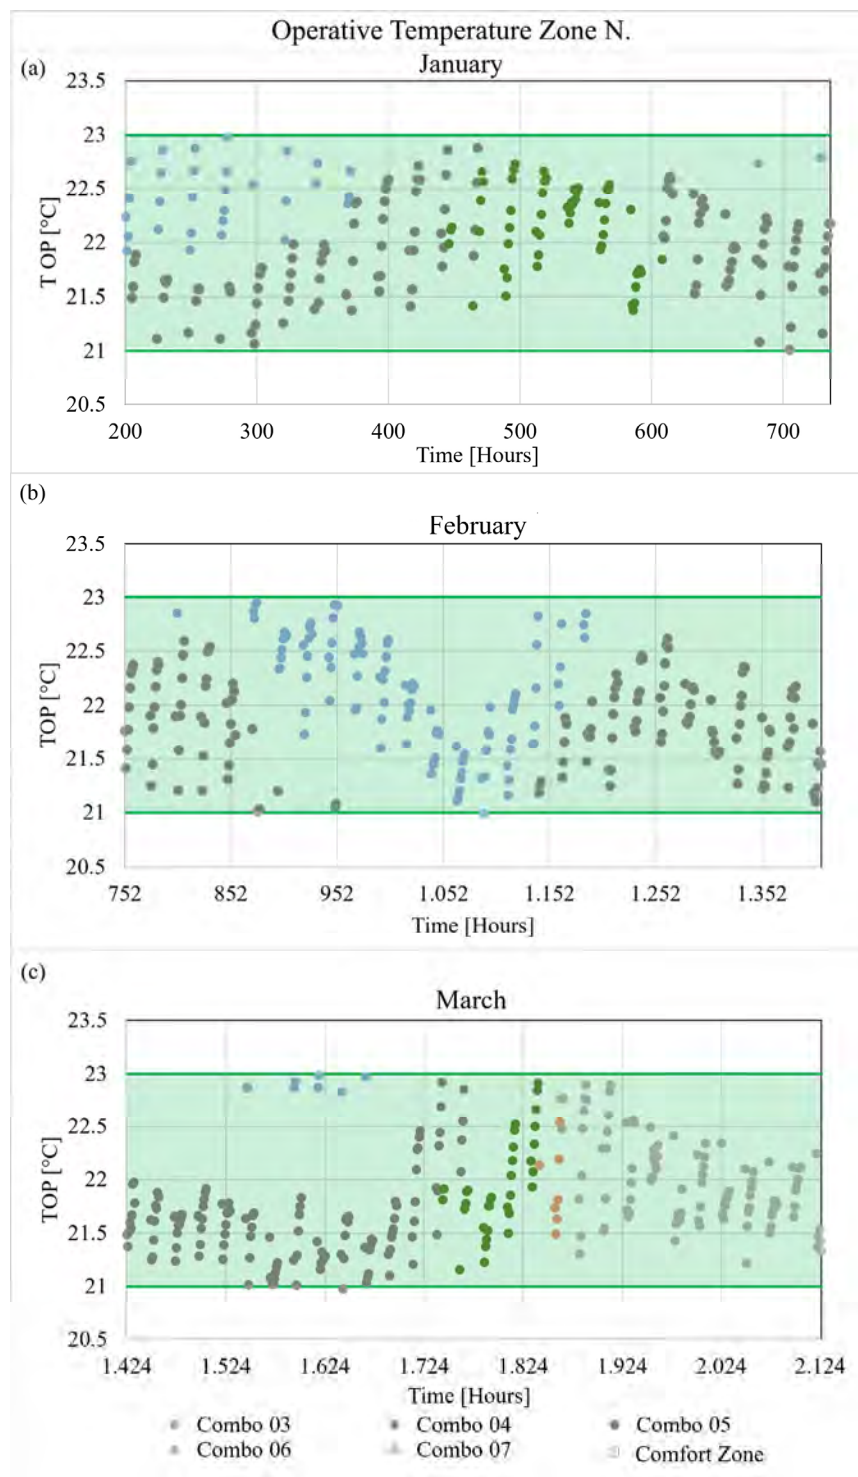 Operative Temperature Zone N.
(a)
January
23.5
23
22.5
22
21.5
21
20.5
T OP [°C]
200 300 400 500 600 700
Time [Hours]
(b)
February
23.5
23
22.5
22
21.5
21
20.5
TOP [°C]
752 852 952 1.052 1.152 1.252 1.352
Time [Hours]
(c)
March
23.5
23
22.5
22
21.5
21
20.5
TOP [°C]
1.424 1.524 1.624 1.724 1.824 1.924 2.024 2.124
Time [Hours]
Combo 03 Combo 04 Combo 05
Combo 06 Combo 07 Comfort Zone